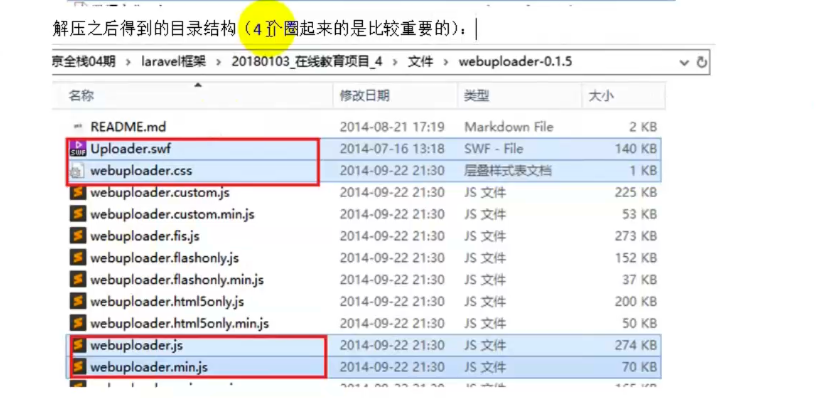 解压之后得到的目录结构（4个圈起来的是比较重要的）：
京全栈04期 › laravel框架 › 20180103_在线教育项目_4 › 文件 › webuploader-0.1.5
名称 修改日期 类型 大小
README.md 2014-08-21 17:19 Markdown File 2 KB
Uploader.swf 2014-07-16 13:18 SWF - File 140 KB
webuploader.css 2014-09-22 21:30 层叠样式表文档 1 KB
webuploader.custom.js 2014-09-22 21:30 JS 文件 225 KB
webuploader.custom.min.js 2014-09-22 21:30 JS 文件 53 KB
webuploader.fis.js 2014-09-22 21:30 JS 文件 273 KB
webuploader.flashonly.js 2014-09-22 21:30 JS 文件 152 KB
webuploader.flashonly.min.js 2014-09-22 21:30 JS 文件 37 KB
webuploader.html5only.js 2014-09-22 21:30 JS 文件 200 KB
webuploader.html5only.min.js 2014-09-22 21:30 JS 文件 50 KB
webuploader.js 2014-09-22 21:30 JS 文件 274 KB
webuploader.min.js 2014-09-22 21:30 JS 文件 70 KB